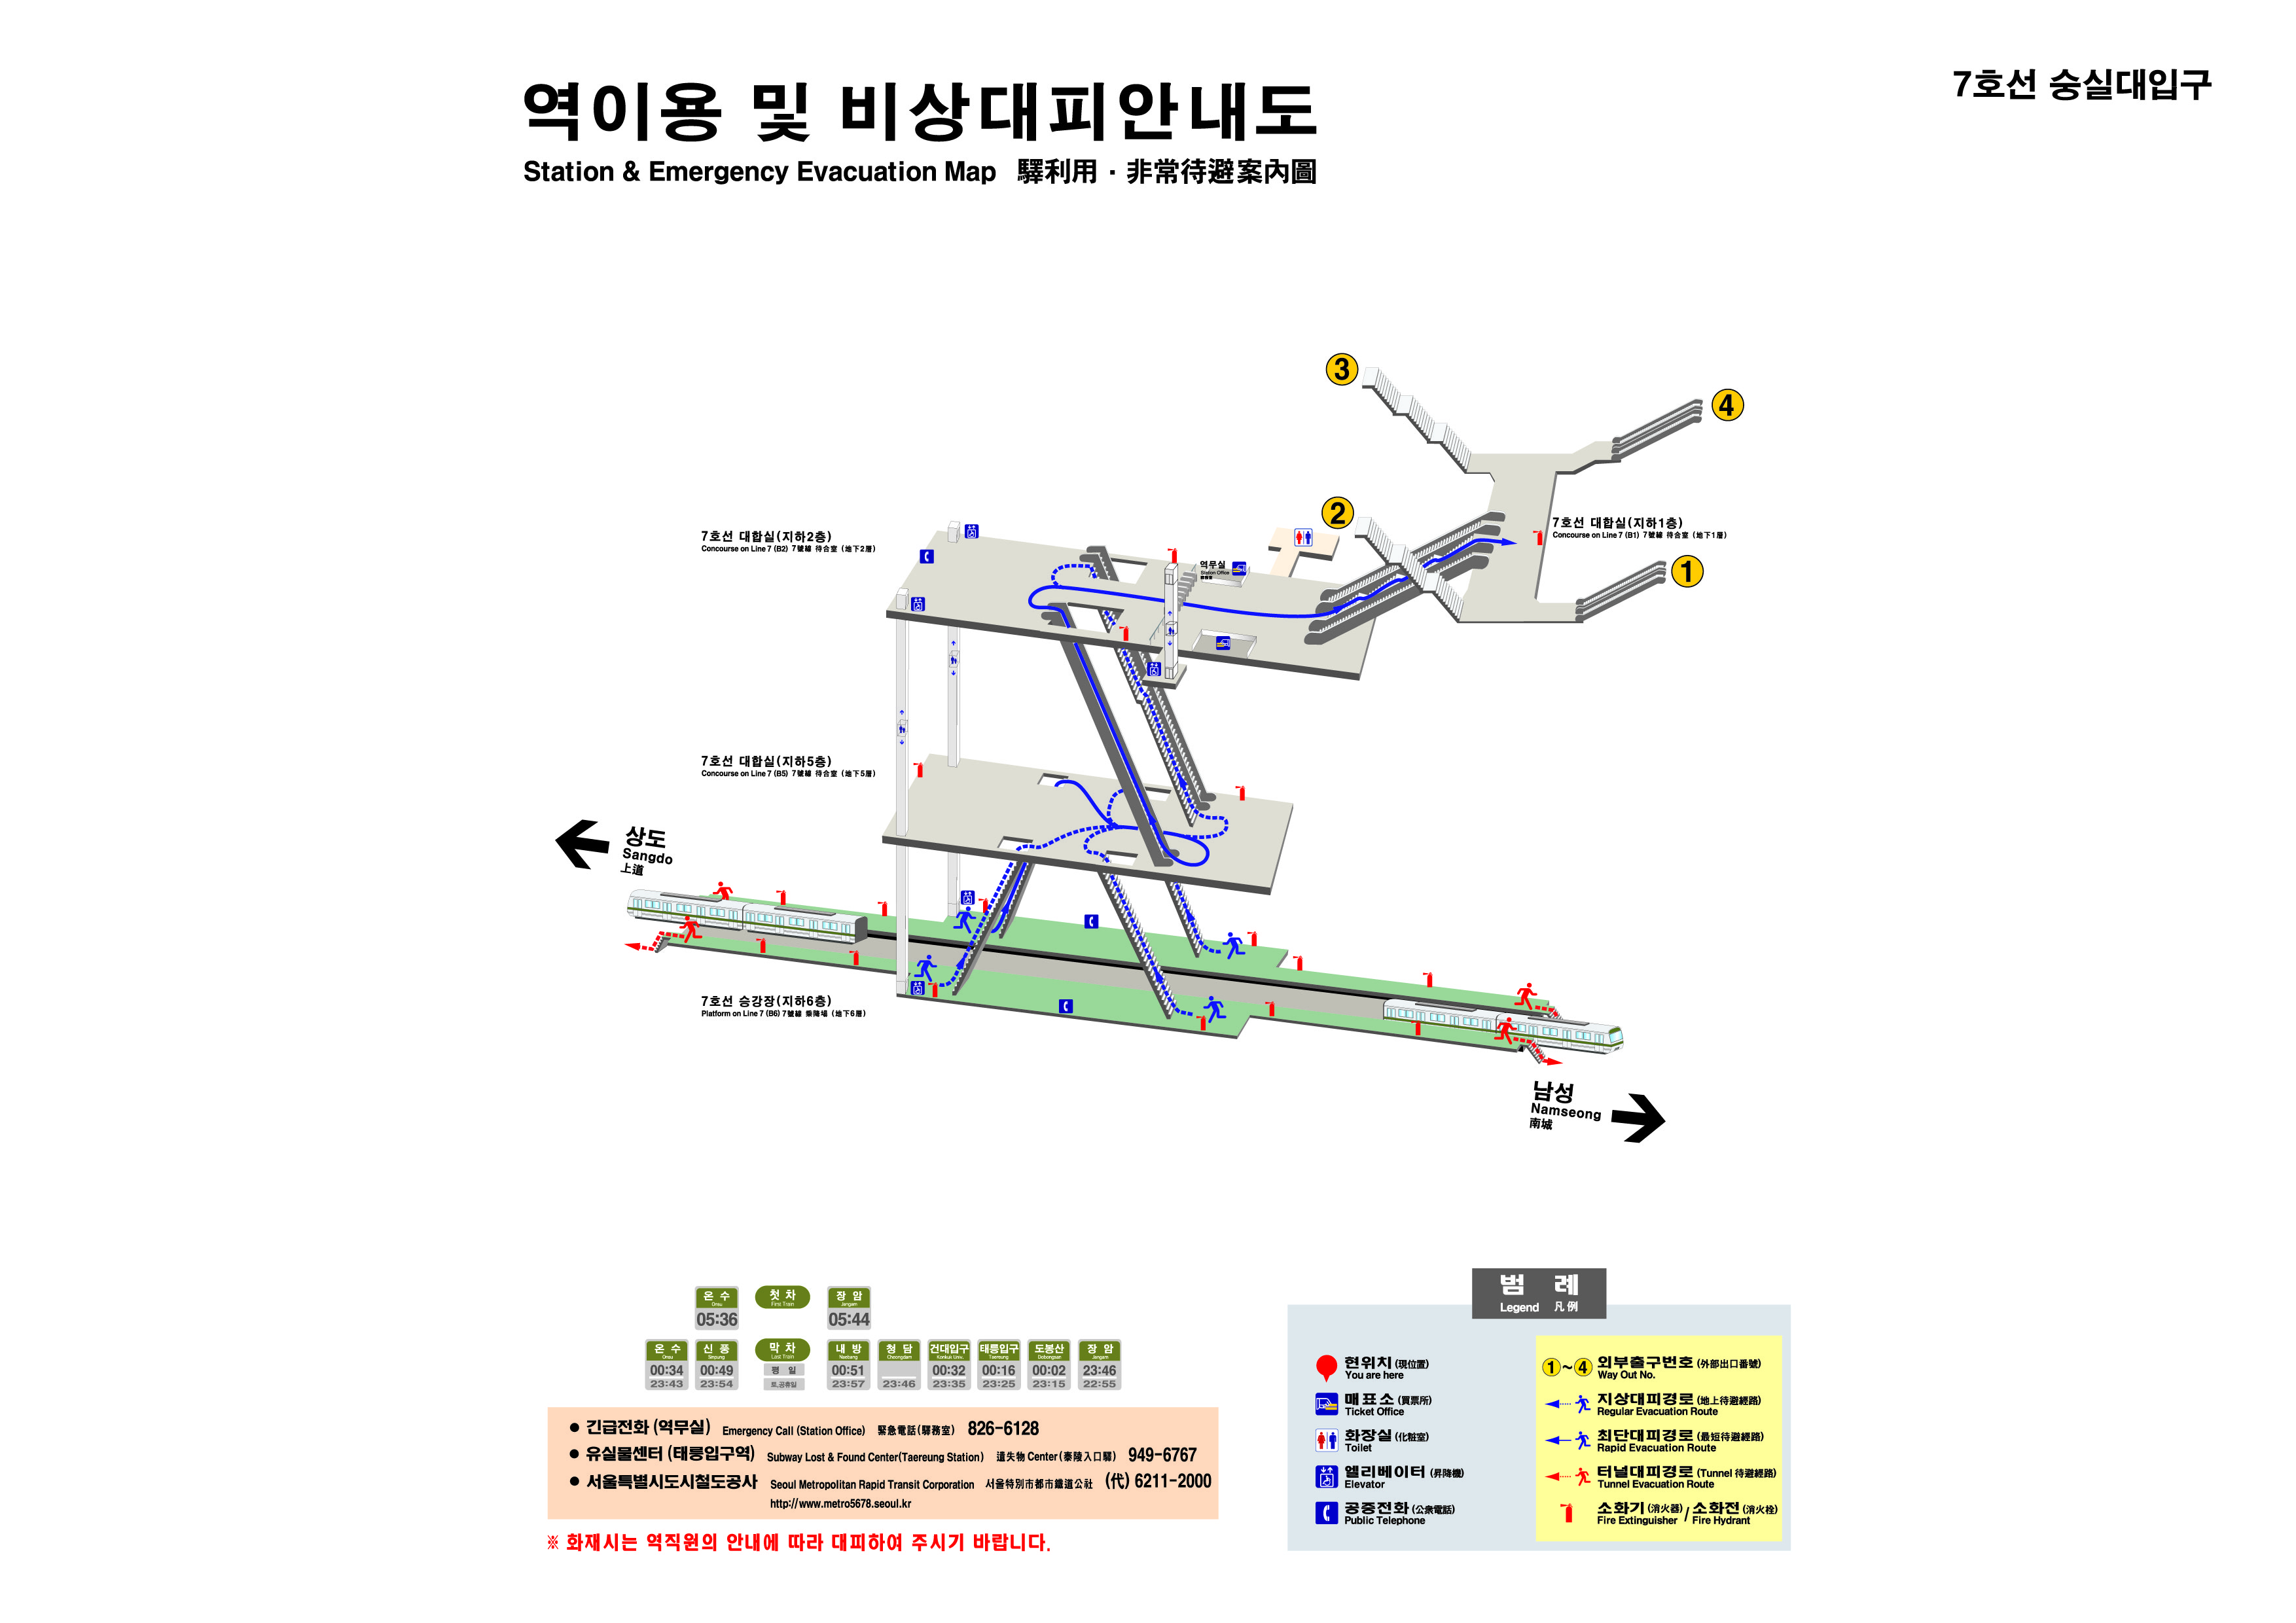 역이용 및 비상대피안내도
Station & Emergency Evacuation Map 驛利用 · 非常待避案內圖
7호선 숭실대입구
3
4
2
1
7호선 대합실(지하1층)
Concourse on Line 7 (B1) 7號線 待合室 (地下1層)
7호선 대합실(지하2층)
Concourse on Line 7 (B2) 7號線 待合室 (地下2層)
역무실
Station Office
7호선 대합실(지하5층)
Concourse on Line 7 (B5) 7號線 待合室 (地下5層)
상도
Sangdo
上道
7호선 승강장(지하6층)
Platform on Line 7 (B6) 7號線 乘降場 (地下6層)
남성
Namseong
南城
온수 Onsu 05:36
첫차 First Train
장암 Jangam 05:44
온수 Onsu 00:34 23:43
신풍 Sinpung 00:49 23:54
막차 Last Train 평일 토,공휴일
내방 Naebang 00:51 23:57
청담 Cheongdam 23:46
건대입구 Konkuk Univ. 00:32 23:35
태릉입구 Taereung 00:16 23:25
도봉산 Dobongsan 00:02 23:15
장암 Jangam 23:46 22:55
● 긴급전화 (역무실) Emergency Call (Station Office) 緊急電話(驛務室) 826-6128
● 유실물센터 (태릉입구역) Subway Lost & Found Center(Taereung Station) 遺失物 Center (泰陵入口驛) 949-6767
● 서울특별시도시철도공사 Seoul Metropolitan Rapid Transit Corporation 서울特別市都市鐵道公社 (代) 6211-2000
http://www.metro5678.seoul.kr
※ 화재시는 역직원의 안내에 따라 대피하여 주시기 바랍니다.
범 례
Legend 凡例
현위치 (現位置)
You are here
매표소 (買票所)
Ticket Office
화장실 (化粧室)
Toilet
엘리베이터 (昇降機)
Elevator
공중전화 (公衆電話)
Public Telephone
1~4 외부출구번호 (外部出口番號)
Way Out No.
지상대피경로 (地上待避經路)
Regular Evacuation Route
최단대피경로 (最短待避經路)
Rapid Evacuation Route
터널대피경로 (Tunnel 待避經路)
Tunnel Evacuation Route
소화기 (消火器) / 소화전 (消火栓)
Fire Extinguisher / Fire Hydrant